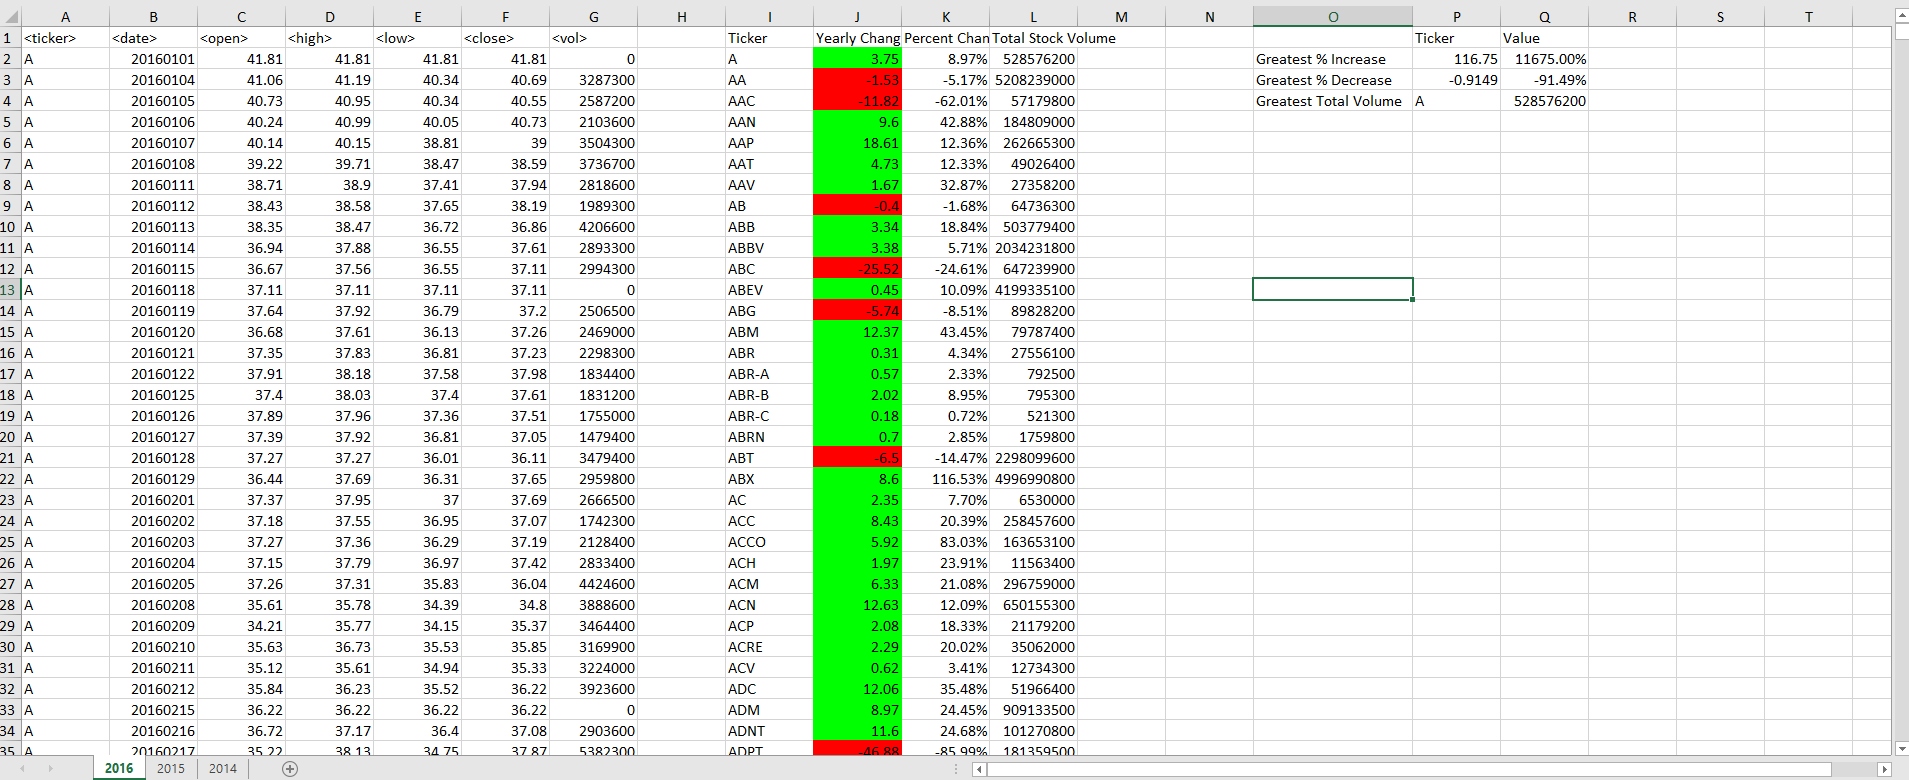 A B C D E F G H I J K L M N O P Q R S T
1 <ticker> <date> <open> <high> <low> <close> <vol> Ticker Yearly Chang Percent Chan Total Stock Volume Ticker Value
2 A 20160101 41.81 41.81 41.81 41.81 0 A 3.75 8.97% 528576200 Greatest % Increase 116.75 11675.00%
3 A 20160104 41.06 41.19 40.34 40.69 3287300 AA -1.53 -5.17% 5208239000 Greatest % Decrease -0.9149 -91.49%
4 A 20160105 40.73 40.95 40.34 40.55 2587200 AAC -11.82 -62.01% 57179800 Greatest Total Volume A 528576200
5 A 20160106 40.24 40.99 40.05 40.73 2103600 AAN 9.6 42.88% 184809000
6 A 20160107 40.14 40.15 38.81 39 3504300 AAP 18.61 12.36% 262665300
7 A 20160108 39.22 39.71 38.47 38.59 3736700 AAT 4.73 12.33% 49026400
8 A 20160111 38.71 38.9 37.41 37.94 2818600 AAV 1.67 32.87% 27358200
9 A 20160112 38.43 38.58 37.65 38.19 1989300 AB -0.4 -1.68% 64736300
10 A 20160113 38.35 38.47 36.72 36.86 4206600 ABB 3.34 18.84% 503779400
11 A 20160114 36.94 37.88 36.55 37.61 2893300 ABBV 3.38 5.71% 2034231800
12 A 20160115 36.67 37.56 36.55 37.11 2994300 ABC -25.52 -24.61% 647239900
13 A 20160118 37.11 37.11 37.11 37.11 0 ABEV 0.45 10.09% 4199335100
14 A 20160119 37.64 37.92 36.79 37.2 2506500 ABG -5.74 -8.51% 89828200
15 A 20160120 36.68 37.61 36.13 37.26 2469000 ABM 12.37 43.45% 79787400
16 A 20160121 37.35 37.83 36.81 37.23 2298300 ABR 0.31 4.34% 27556100
17 A 20160122 37.91 38.18 37.58 37.98 1834400 ABR-A 0.57 2.33% 792500
18 A 20160125 37.4 38.03 37.4 37.61 1831200 ABR-B 2.02 8.95% 795300
19 A 20160126 37.89 37.96 37.36 37.51 1755000 ABR-C 0.18 0.72% 521300
20 A 20160127 37.39 37.92 36.81 37.05 1479400 ABRN 0.7 2.85% 1759800
21 A 20160128 37.27 37.27 36.01 36.11 3479400 ABT -6.5 -14.47% 2298099600
22 A 20160129 36.44 37.69 36.31 37.65 2959800 ABX 8.6 116.53% 4996990800
23 A 20160201 37.37 37.95 37 37.69 2666500 AC 2.35 7.70% 6530000
24 A 20160202 37.18 37.55 36.95 37.07 1742300 ACC 8.43 20.39% 258457600
25 A 20160203 37.27 37.36 36.29 37.19 2128400 ACCO 5.92 83.03% 163653100
26 A 20160204 37.15 37.79 36.97 37.42 2833400 ACH 1.97 23.91% 11563400
27 A 20160205 37.26 37.31 35.83 36.04 4424600 ACM 6.33 21.08% 296759000
28 A 20160208 35.61 35.78 34.39 34.8 3888600 ACN 12.63 12.09% 650155300
29 A 20160209 34.21 35.77 34.15 35.37 3464400 ACP 2.08 18.33% 21179200
30 A 20160210 35.63 36.73 35.53 35.85 3169900 ACRE 2.29 20.02% 35062000
31 A 20160211 35.12 35.61 34.94 35.33 3224000 ACV 0.62 3.41% 12734300
32 A 20160212 35.84 36.23 35.52 36.22 3923600 ADC 12.06 35.48% 51966400
33 A 20160215 36.22 36.22 36.22 36.22 0 ADM 8.97 24.45% 909133500
34 A 20160216 36.72 37.17 36.4 37.08 2903600 ADNT 11.6 24.68% 101270800
35 A 20160217 35.22 38.13 34.75 37.87 5382300 ADPT -46.88 -85.99% 181359500
2016 2015 2014